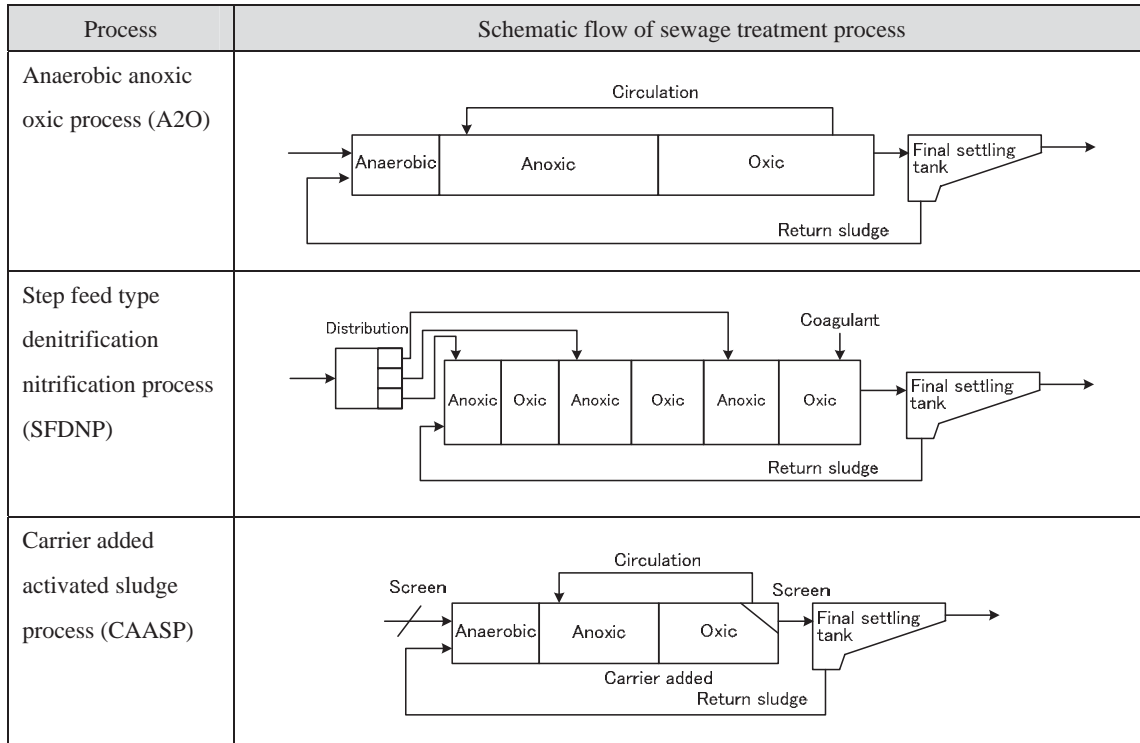 Process
Schematic flow of sewage treatment process
Anaerobic anoxic
oxic process (A2O)
Circulation
Anaerobic
Anoxic
Oxic
Final settling
tank
Return sludge
Step feed type
denitrification
nitrification process
(SFDNP)
Distribution
Coagulant
Anoxic
Oxic
Anoxic
Oxic
Anoxic
Oxic
Final settling
tank
Return sludge
Carrier added
activated sludge
process (CAASP)
Circulation
Screen
Screen
Anaerobic
Anoxic
Oxic
Final settling
tank
Carrier added
Return sludge